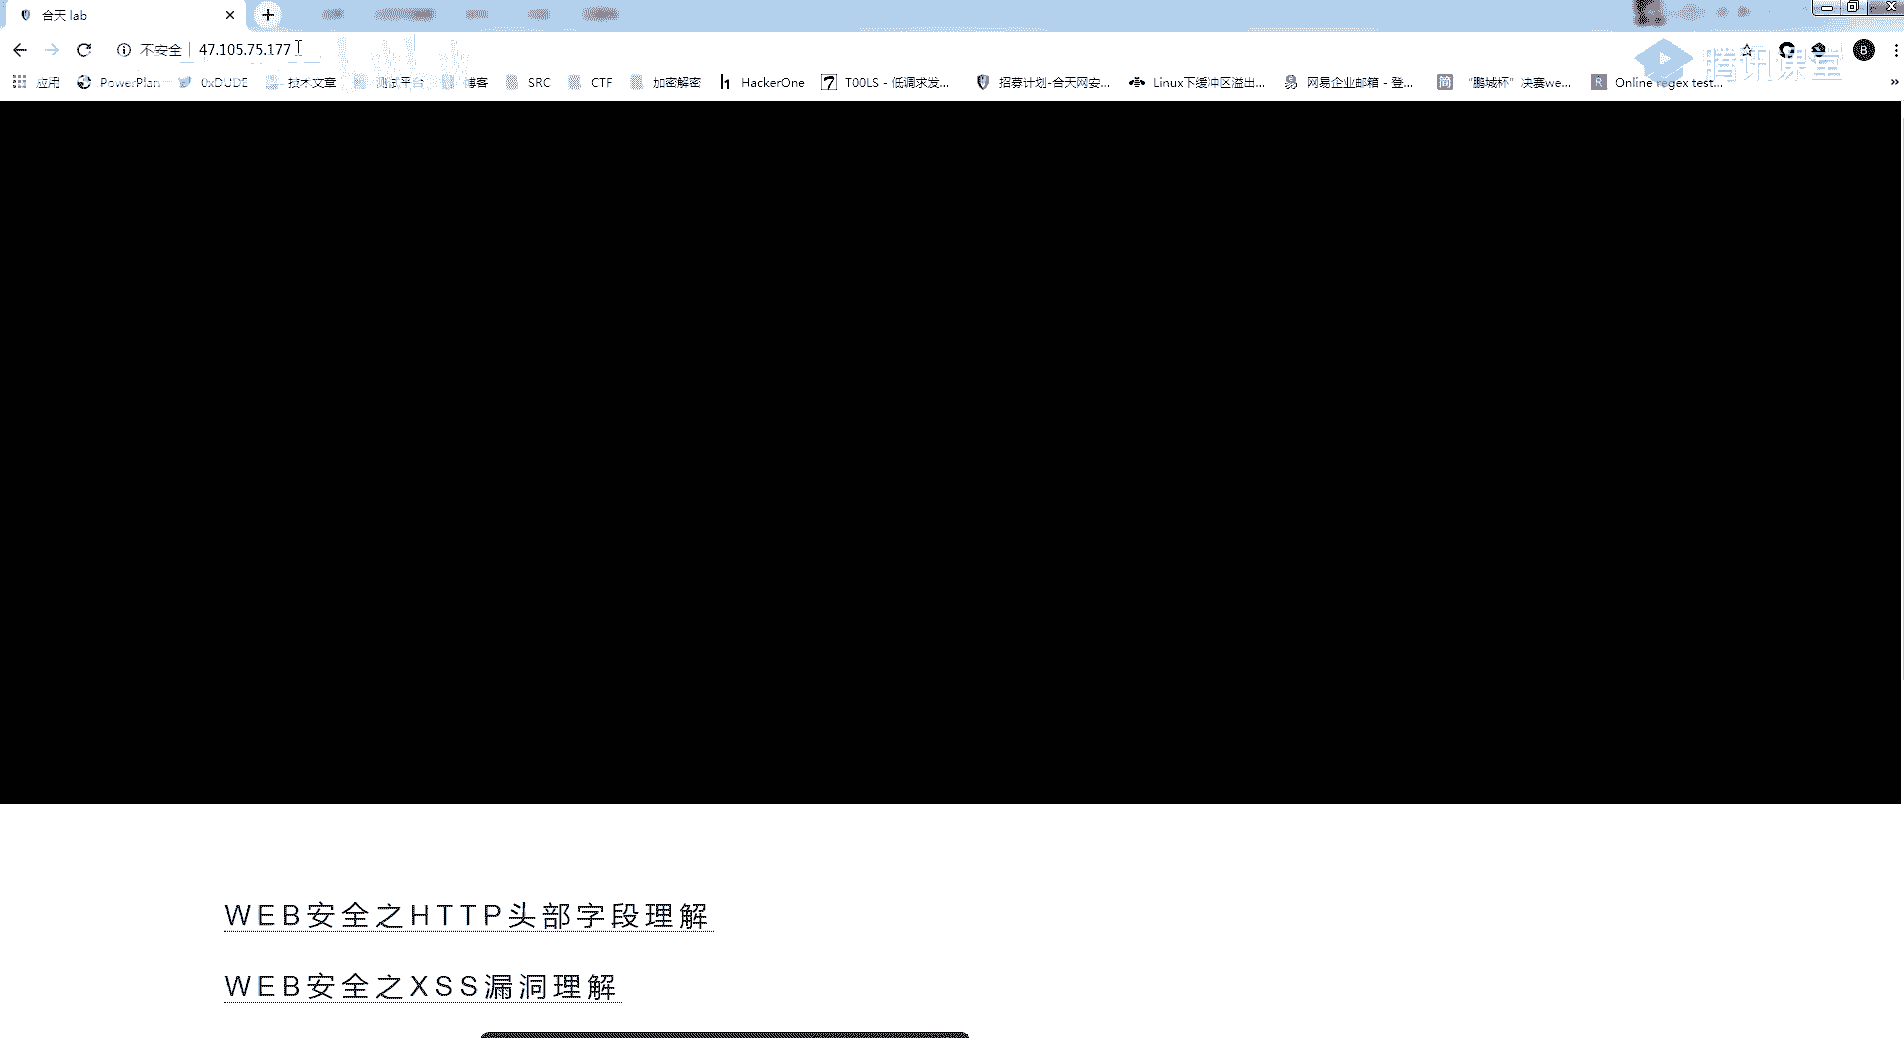 合天 lab
不安全 47.105.75.177
腾讯课堂
应用 PowerPlan 0xDUDE 技术文章 测试平台 博客 SRC CTF 加密解密 HackerOne T00LS - 低调求发... 招募计划-合天网安... Linux下缓冲区溢出... 网易企业邮箱 - 登... “鹏城杯”决赛we... Online regex test...
WEB安全之HTTP头部字段理解
WEB安全之XSS漏洞理解